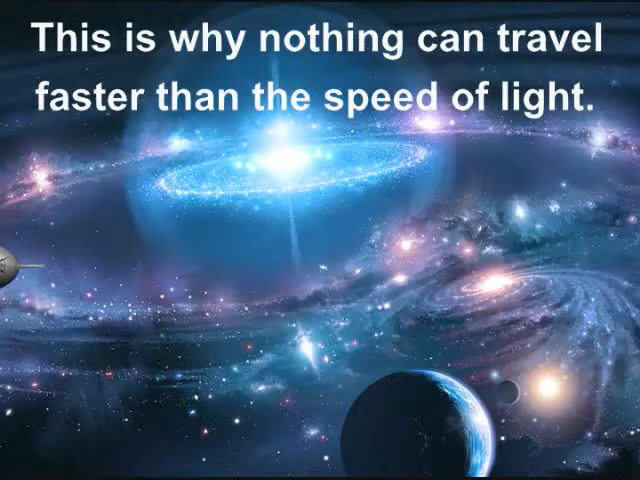 This is why nothing can travel
faster than the speed of light.